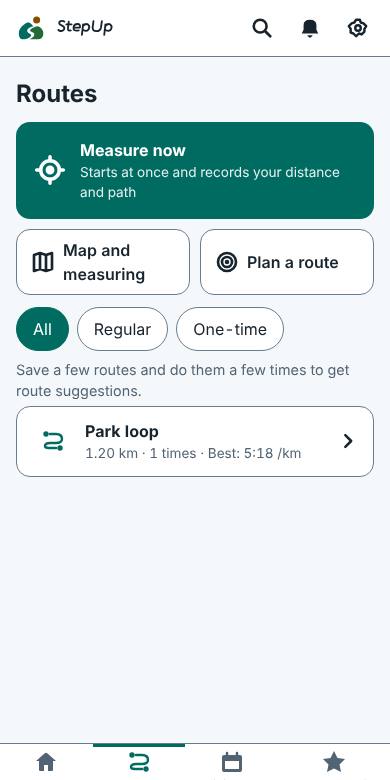 StepUp
Routes
Measure now
Starts at once and records your distance
and path
Map and
measuring
Plan a route
All
Regular
One-time
Save a few routes and do them a few times to get
route suggestions.
Park loop
1.20 km · 1 times · Best: 5:18 /km